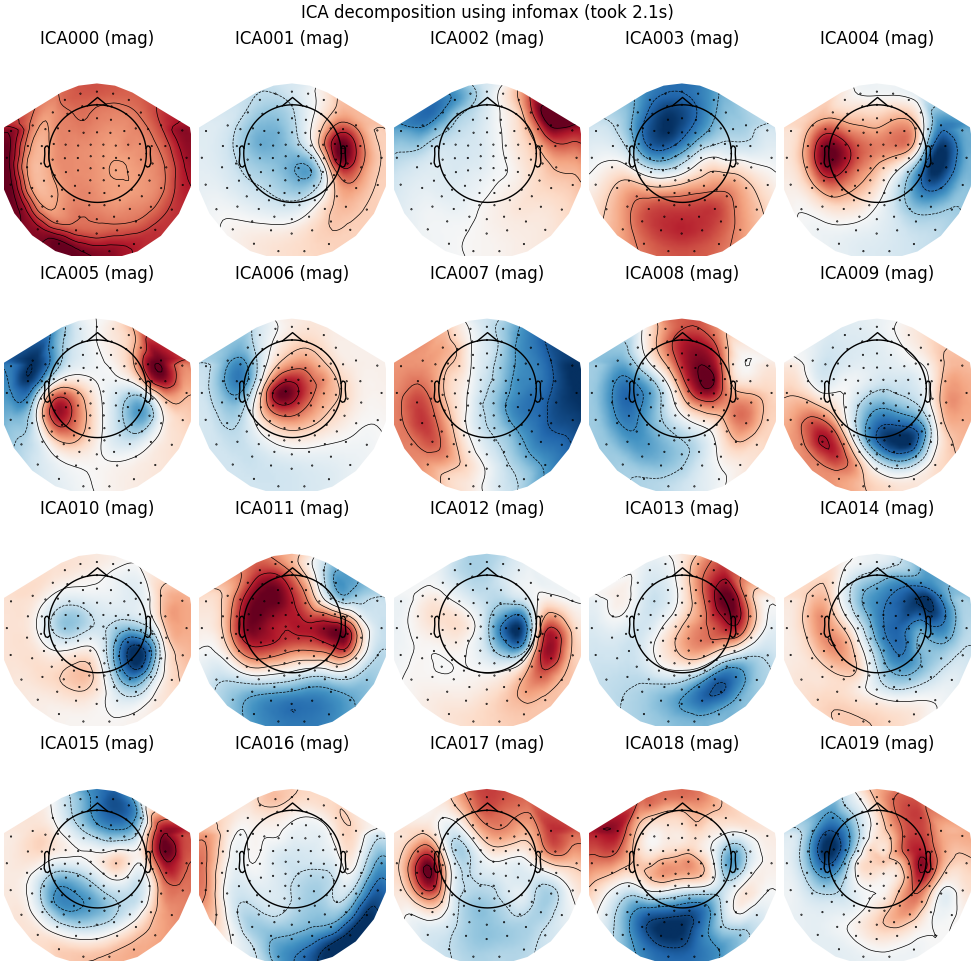 ICA decomposition using infomax (took 2.1s)
ICA000 (mag) ICA001 (mag) ICA002 (mag) ICA003 (mag) ICA004 (mag)
ICA005 (mag) ICA006 (mag) ICA007 (mag) ICA008 (mag) ICA009 (mag)
ICA010 (mag) ICA011 (mag) ICA012 (mag) ICA013 (mag) ICA014 (mag)
ICA015 (mag) ICA016 (mag) ICA017 (mag) ICA018 (mag) ICA019 (mag)